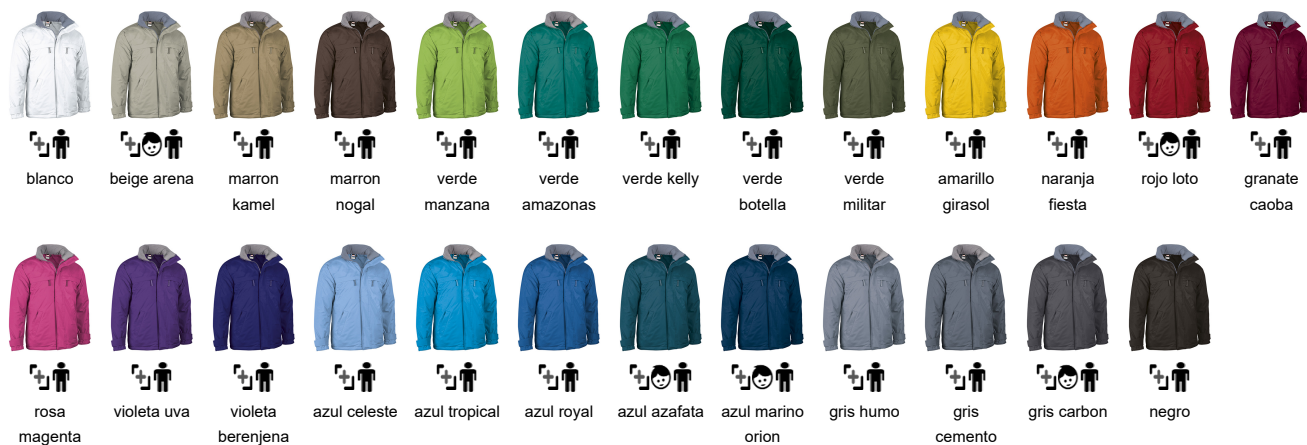 blanco
beige arena
marron
kamel
marron
nogal
verde
manzana
verde
amazonas
verde kelly
verde
botella
verde
militar
amarillo
girasol
naranja
fiesta
rojo loto
granate
caoba
rosa
magenta
violeta uva
violeta
berenjena
azul celeste
azul tropical
azul royal
azul azafata
azul marino
orion
gris humo
gris
cemento
gris carbon
negro